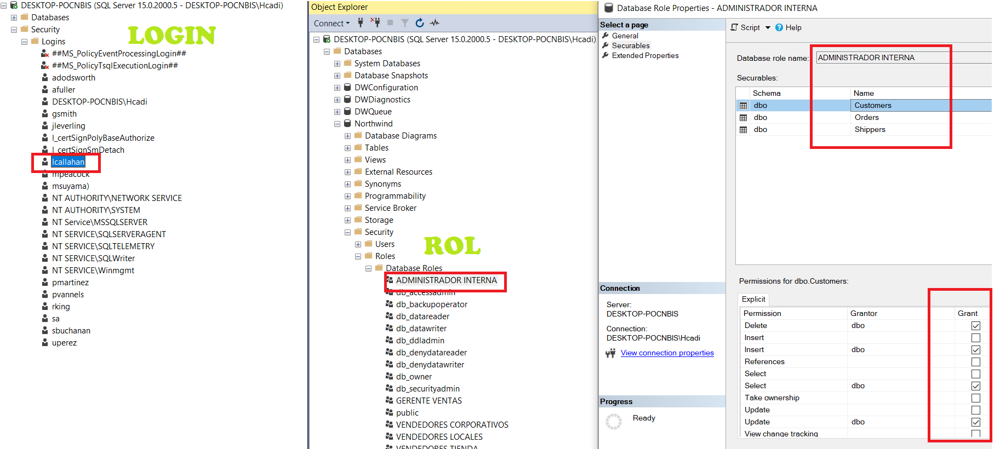 DESKTOP-POCNBIS (SQL Server 15.0.2000.5 - DESKTOP-POCNBIS\Hcadi)
Databases
Security
LOGIN
Logins
##MS_PolicyEventProcessingLogin##
##MS_PolicyTsqlExecutionLogin##
adodsworth
afuller
DESKTOP-POCNBIS\Hcadi
gsmith
jleverling
l_certSignPolyBaseAuthorize
l_certSignSmDetach
lcallahan
mpeacock
msuyama)
NT AUTHORITY\NETWORK SERVICE
NT AUTHORITY\SYSTEM
NT Service\MSSQLSERVER
NT SERVICE\SQLSERVERAGENT
NT SERVICE\SQLTELEMETRY
NT SERVICE\SQLWriter
NT SERVICE\Winmgmt
pmartinez
pvannels
rking
sa
sbuchanan
uperez
Object Explorer
Connect
DESKTOP-POCNBIS (SQL Server 15.0.2000.5 - DESKTOP-POCNBIS\Hcadi)
Databases
System Databases
Database Snapshots
DWConfiguration
DWDiagnostics
DWQueue
Northwind
Database Diagrams
Tables
Views
External Resources
Synonyms
Programmability
Service Broker
Storage
Security
Users
ROL
Roles
Database Roles
ADMINISTRADOR INTERNA
db_accessadmin
db_backupoperator
db_datareader
db_datawriter
db_ddladmin
db_denydatareader
db_denydatawriter
db_owner
db_securityadmin
GERENTE VENTAS
public
VENDEDORES CORPORATIVOS
VENDEDORES LOCALES
VENDEDORES TIENDA
Database Role Properties - ADMINISTRADOR INTERNA
Select a page
General
Securables
Extended Properties
Connection
Server:
DESKTOP-POCNBIS
Connection:
DESKTOP-POCNBIS\Hcadi
View connection properties
Progress
Ready
Script Help
Database role name: ADMINISTRADOR INTERNA
Securables:
Schema Name
dbo Customers
dbo Orders
dbo Shippers
Permissions for dbo.Customers:
Explicit
Permission Grantor Grant
Delete dbo
Insert
Insert dbo
References
Select
Select dbo
Take ownership
Update
Update dbo
View change tracking